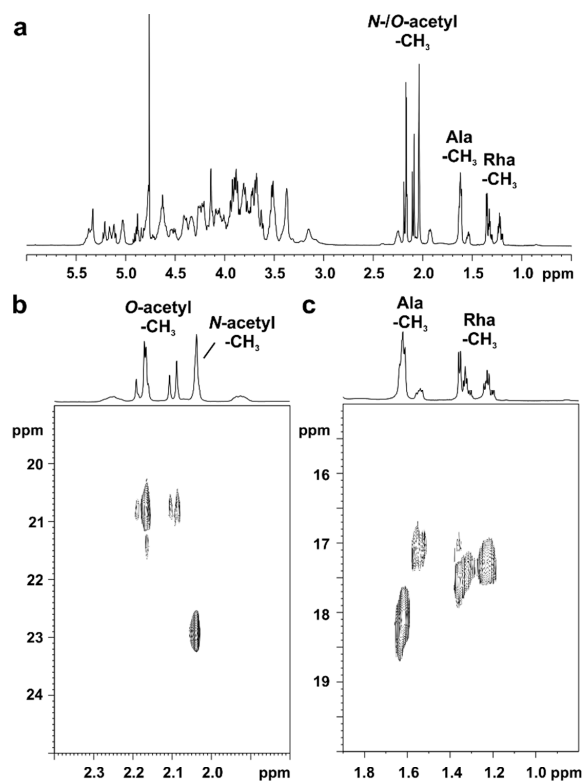 a
N-/O-acetyl
-CH3
Ala
-CH3
Rha
-CH3
5.5 5.0 4.5 4.0 3.5 3.0 2.5 2.0 1.5 1.0 0.5 ppm
b
O-acetyl
-CH3
N-acetyl
-CH3
ppm
20
21
22
23
24
2.3 2.2 2.1 2.0 ppm
c
Ala
-CH3
Rha
-CH3
ppm
16
17
18
19
1.8 1.6 1.4 1.2 1.0 ppm